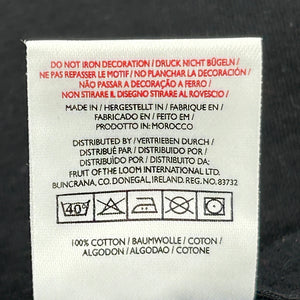 DO NOT IRON DECORATION / DRUCK NICHT BÜGELN /
NE PAS REPASSER LE MOTIF / NO PLANCHAR LA DECORACIÓN /
NÃO PASSAR A DECORAÇÃO A FERRO /
NON STIRARE IL DISEGNO STIRARE AL ROVESCIO /
MADE IN / HERGESTELLT IN / FABRIQUE EN /
FABRICADO EN / FEITO EM /
PRODOTTO IN: MOROCCO
DISTRIBUTED BY / VERTRIEBEN DURCH /
DISTRIBUÉ PAR / DISTRIBUIDO POR /
DISTRIBUÍDO POR / DISTRIBUITO DA:
FRUIT OF THE LOOM INTERNATIONAL LTD.
BUNCRANA, CO. DONEGAL, IRELAND. REG.NO. 83732
40°
100% COTTON / BAUMWOLLE / COTON /
ALGODON / ALGODAO / COTONE